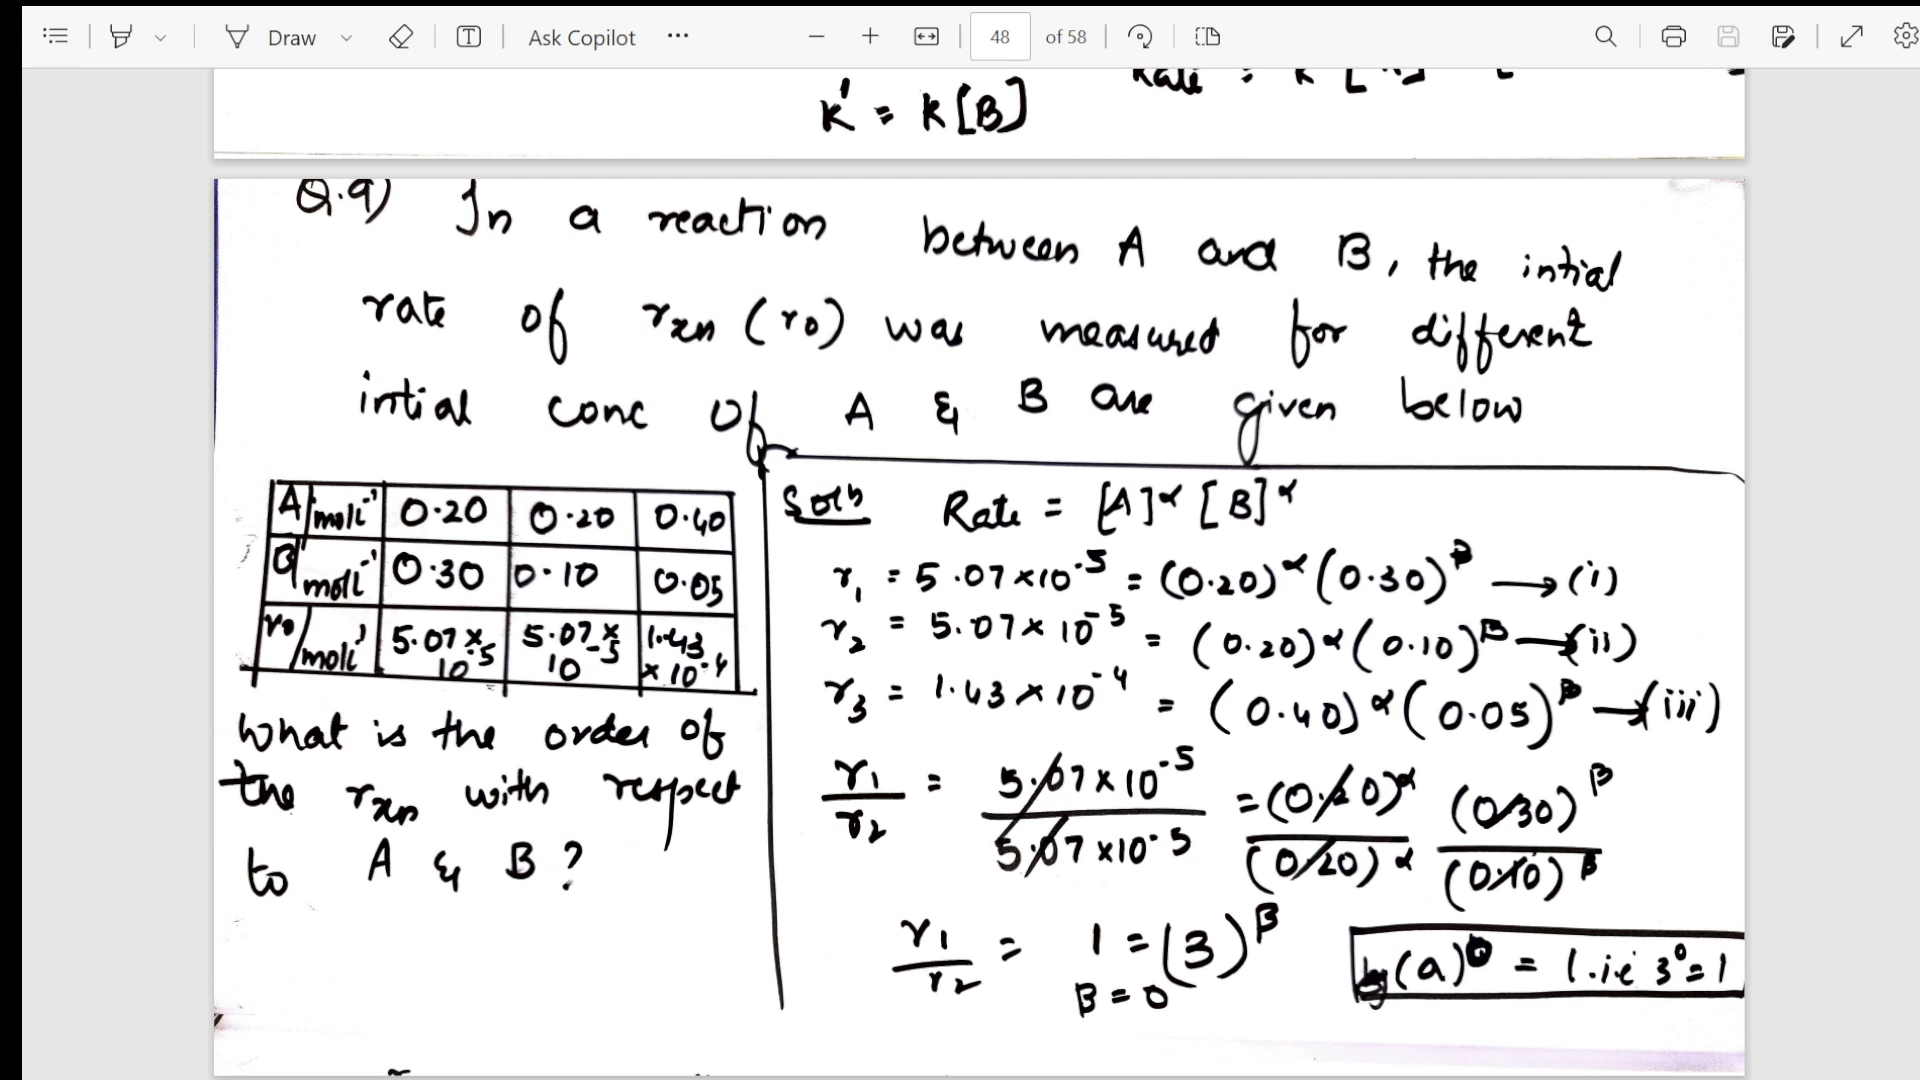 Draw Ask Copilot ... 48 of 58
K' = K[B]
Q.9) In a reaction between A and B, the intial
rate of rxn (r0) was measured for different
intial conc of A & B are given below
A/moli⁻¹ 0.20 0.20 0.40
B/moli⁻¹ 0.30 0.10 0.05
r0/moli⁻¹ 5.07 × 10⁻⁵ 5.07 × 10⁻⁵ 1.43 × 10⁻⁴
What is the order of
the rxn with respect
to A & B?
Soln Rate = [A]^α [B]^α
r₁ = 5.07×10⁻⁵ = (0.20)^α (0.30)^β → (i)
r₂ = 5.07×10⁻⁵ = (0.20)^α (0.10)^β → (ii)
r₃ = 1.43×10⁻⁴ = (0.40)^α (0.05)^β → (iii)
r₁/r₂ = 5.07×10⁻⁵/5.07×10⁻⁵ = (0.20)^α/(0.20)^α (0.30)^β/(0.10)^β
r₁/r₂ = 1 = (3)^β
β = 0
(a)⁰ = 1 . i.e 3⁰ = 1